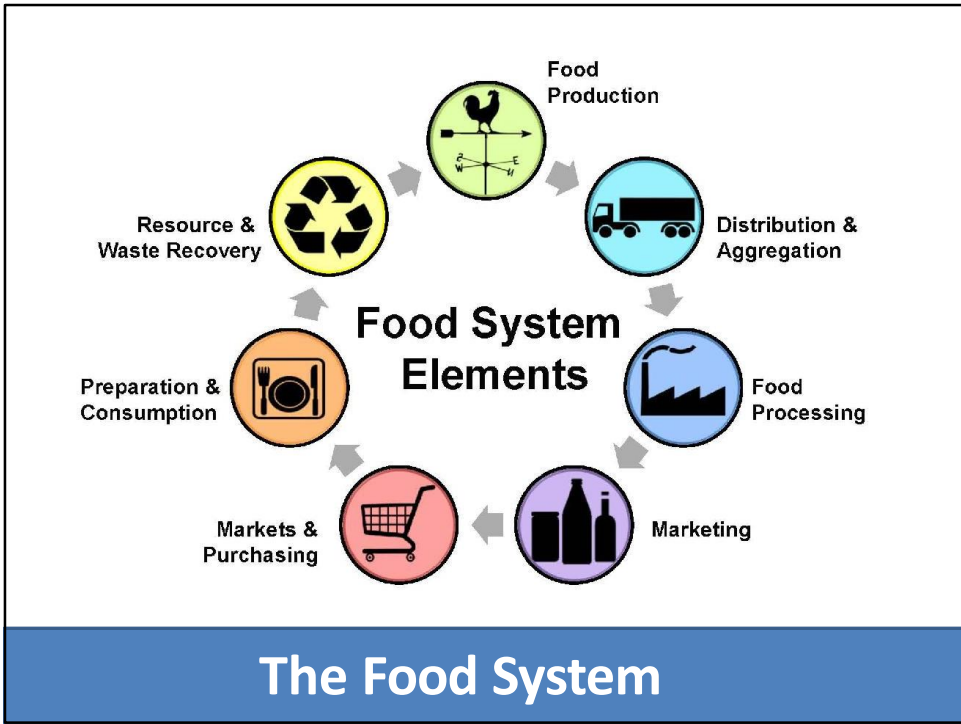 Food
Production
Distribution &
Aggregation
Food
Processing
Marketing
Markets &
Purchasing
Preparation &
Consumption
Resource &
Waste Recovery
Food System
Elements
S
E
W
N
The Food System